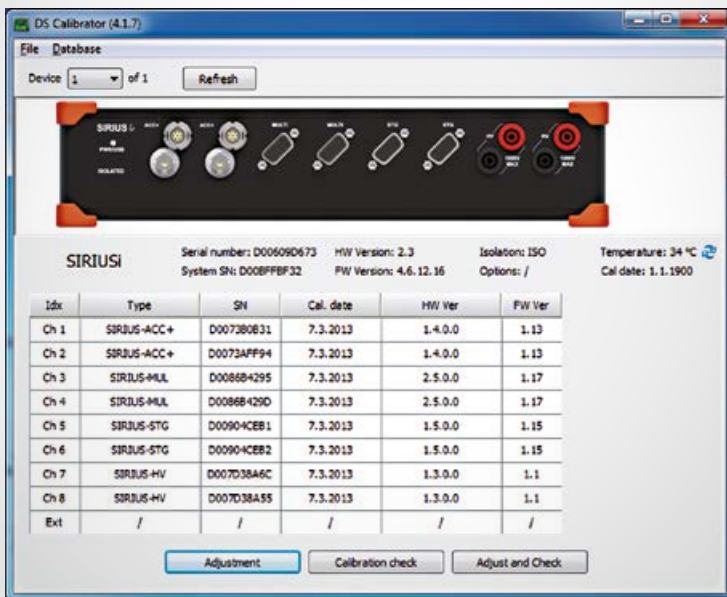 DS Calibrator (4.1.7)
File Database
Device 1 of 1 Refresh
SIRIUSi ACC+ ACC+ MULTI MULTI STG STG HV HV
ISOLATED 1000V MAX 1000V MAX
SIRIUSi
Serial number: D00609D673 HW Version: 2.3 Isolation: ISO Temperature: 34 °C
System SN: D00BFFBF32 FW Version: 4.6.12.16 Options: / Cal date: 1.1.1900
Idx Type SN Cal. date HW Ver FW Ver
Ch 1 SIRIUS-ACC+ D0073B0B31 7.3.2013 1.4.0.0 1.13
Ch 2 SIRIUS-ACC+ D0073AFF94 7.3.2013 1.4.0.0 1.13
Ch 3 SIRIUS-MUL D0086B4295 7.3.2013 2.5.0.0 1.17
Ch 4 SIRIUS-MUL D0086B429D 7.3.2013 2.5.0.0 1.17
Ch 5 SIRIUS-STG D00904CEB1 7.3.2013 1.5.0.0 1.15
Ch 6 SIRIUS-STG D00904CEB2 7.3.2013 1.5.0.0 1.15
Ch 7 SIRIUS-HV D007D38A6C 7.3.2013 1.3.0.0 1.1
Ch 8 SIRIUS-HV D007D38A55 7.3.2013 1.3.0.0 1.1
Ext / / / / /
Adjustment Calibration check Adjust and Check